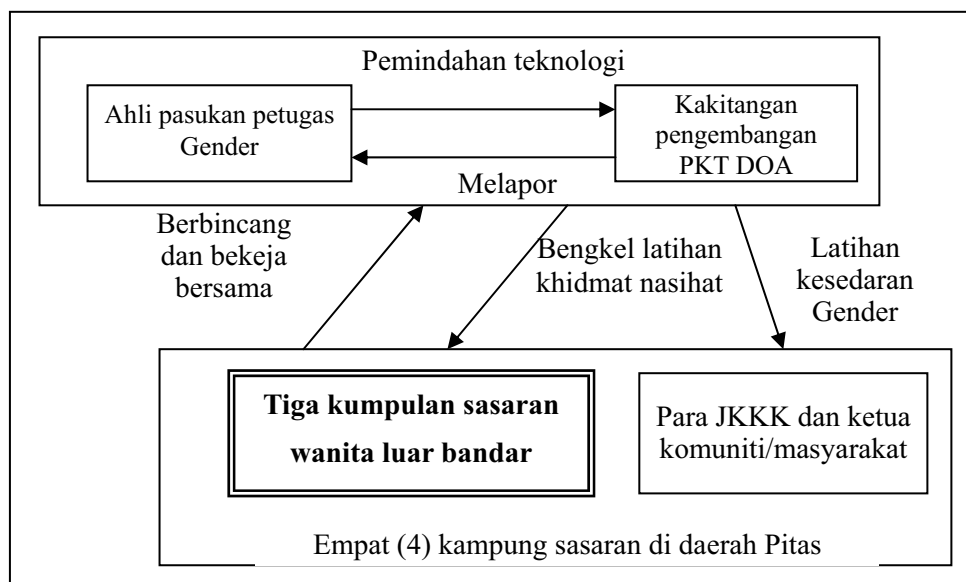 Pemindahan teknologi
Ahli pasukan petugas
Gender
Kakitangan
pengembangan
PKT DOA
Melapor
Berbincang
dan bekeja
bersama
Bengkel latihan
khidmat nasihat
Latihan
kesedaran
Gender
Tiga kumpulan sasaran
wanita luar bandar
Para JKKK dan ketua
komuniti/masyarakat
Empat (4) kampung sasaran di daerah Pitas